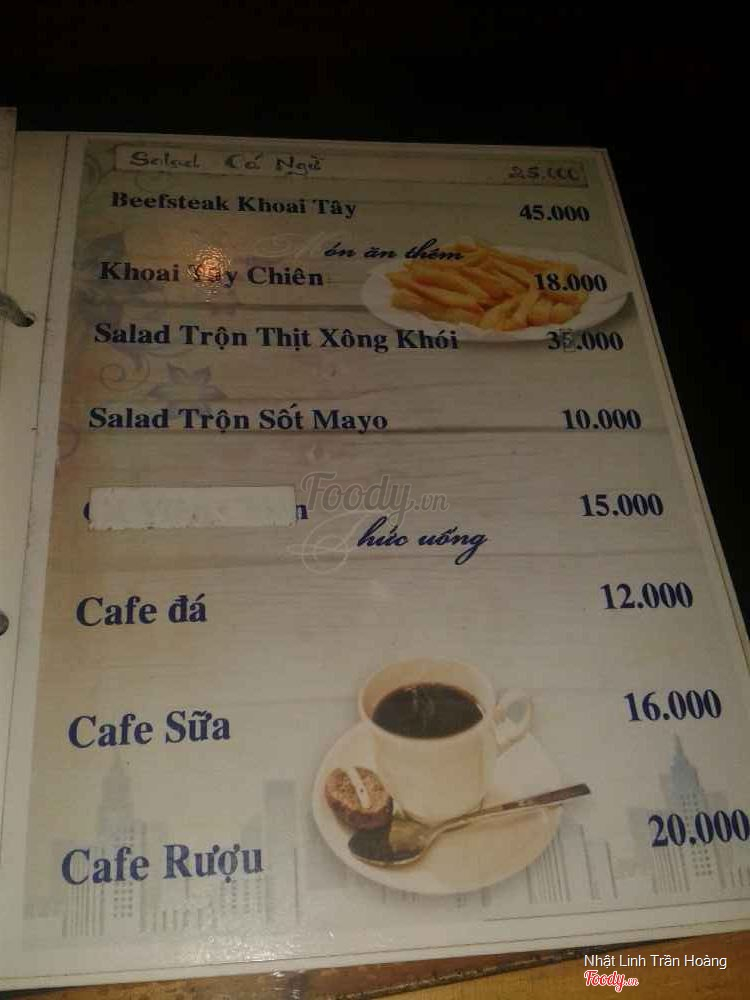 Salad Cá Ngừ 25.000
Beefsteak Khoai Tây 45.000
Món ăn thêm
Khoai Tây Chiên 18.000
Salad Trộn Thịt Xông Khói 35.000
Salad Trộn Sốt Mayo 10.000
15.000
Foody.vn
Thức uống
Cafe đá 12.000
Cafe Sữa 16.000
Cafe Rượu 20.000
Nhật Linh Trần Hoàng
Foody.vn